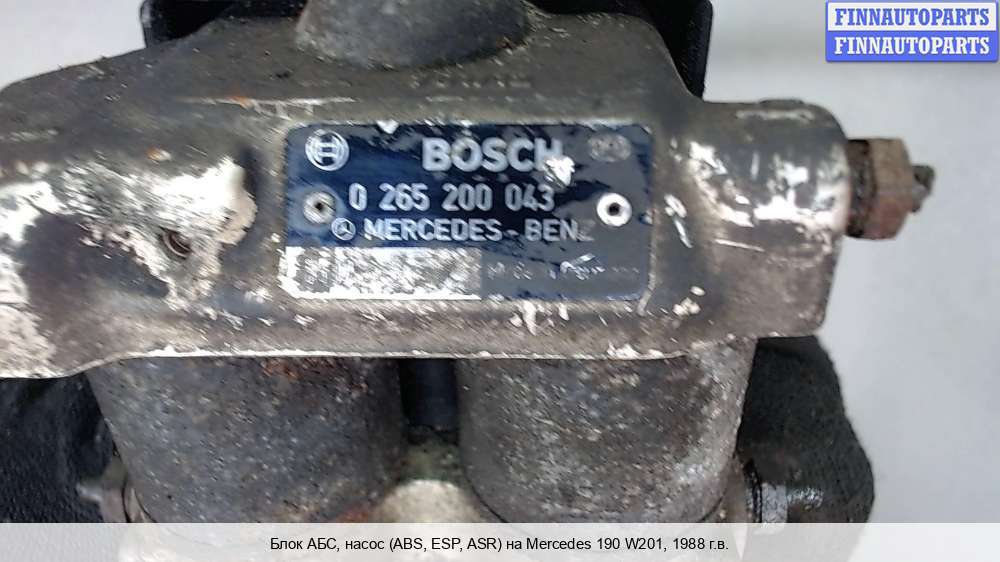 FINNAUTOPARTS
FINNAUTOPARTS
BOSCH
0 265 200 043
MERCEDES-BENZ
Блок АБС, насос (ABS, ESP, ASR) на Mercedes 190 W201, 1988 г.в.